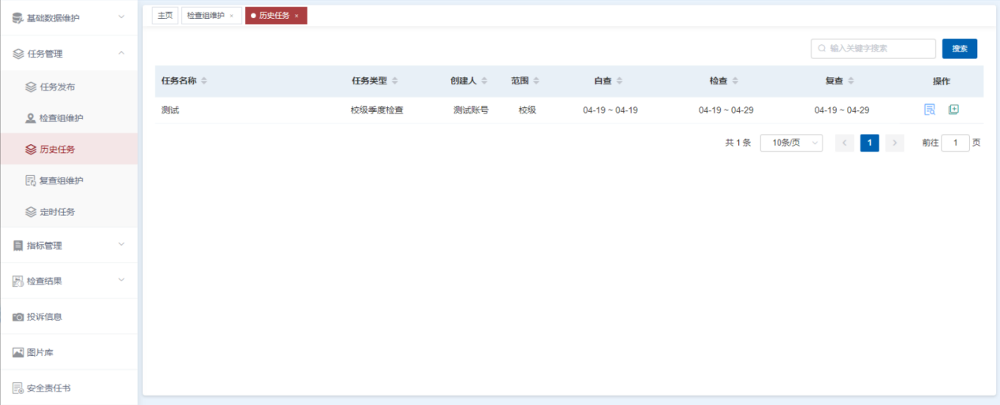 基础数据维护
任务管理
任务发布
检查组维护
历史任务
复查组维护
定时任务
指标管理
检查结果
投诉信息
图片库
安全责任书
主页 检查组维护 × 历史任务 ×
输入关键字搜索 搜索
任务名称 任务类型 创建人 范围 自查 检查 复查 操作
测试 校级季度检查 测试账号 校级 04-19 ~ 04-19 04-19 ~ 04-29 04-19 ~ 04-29
共 1 条 10条/页 < 1 > 前往 1 页